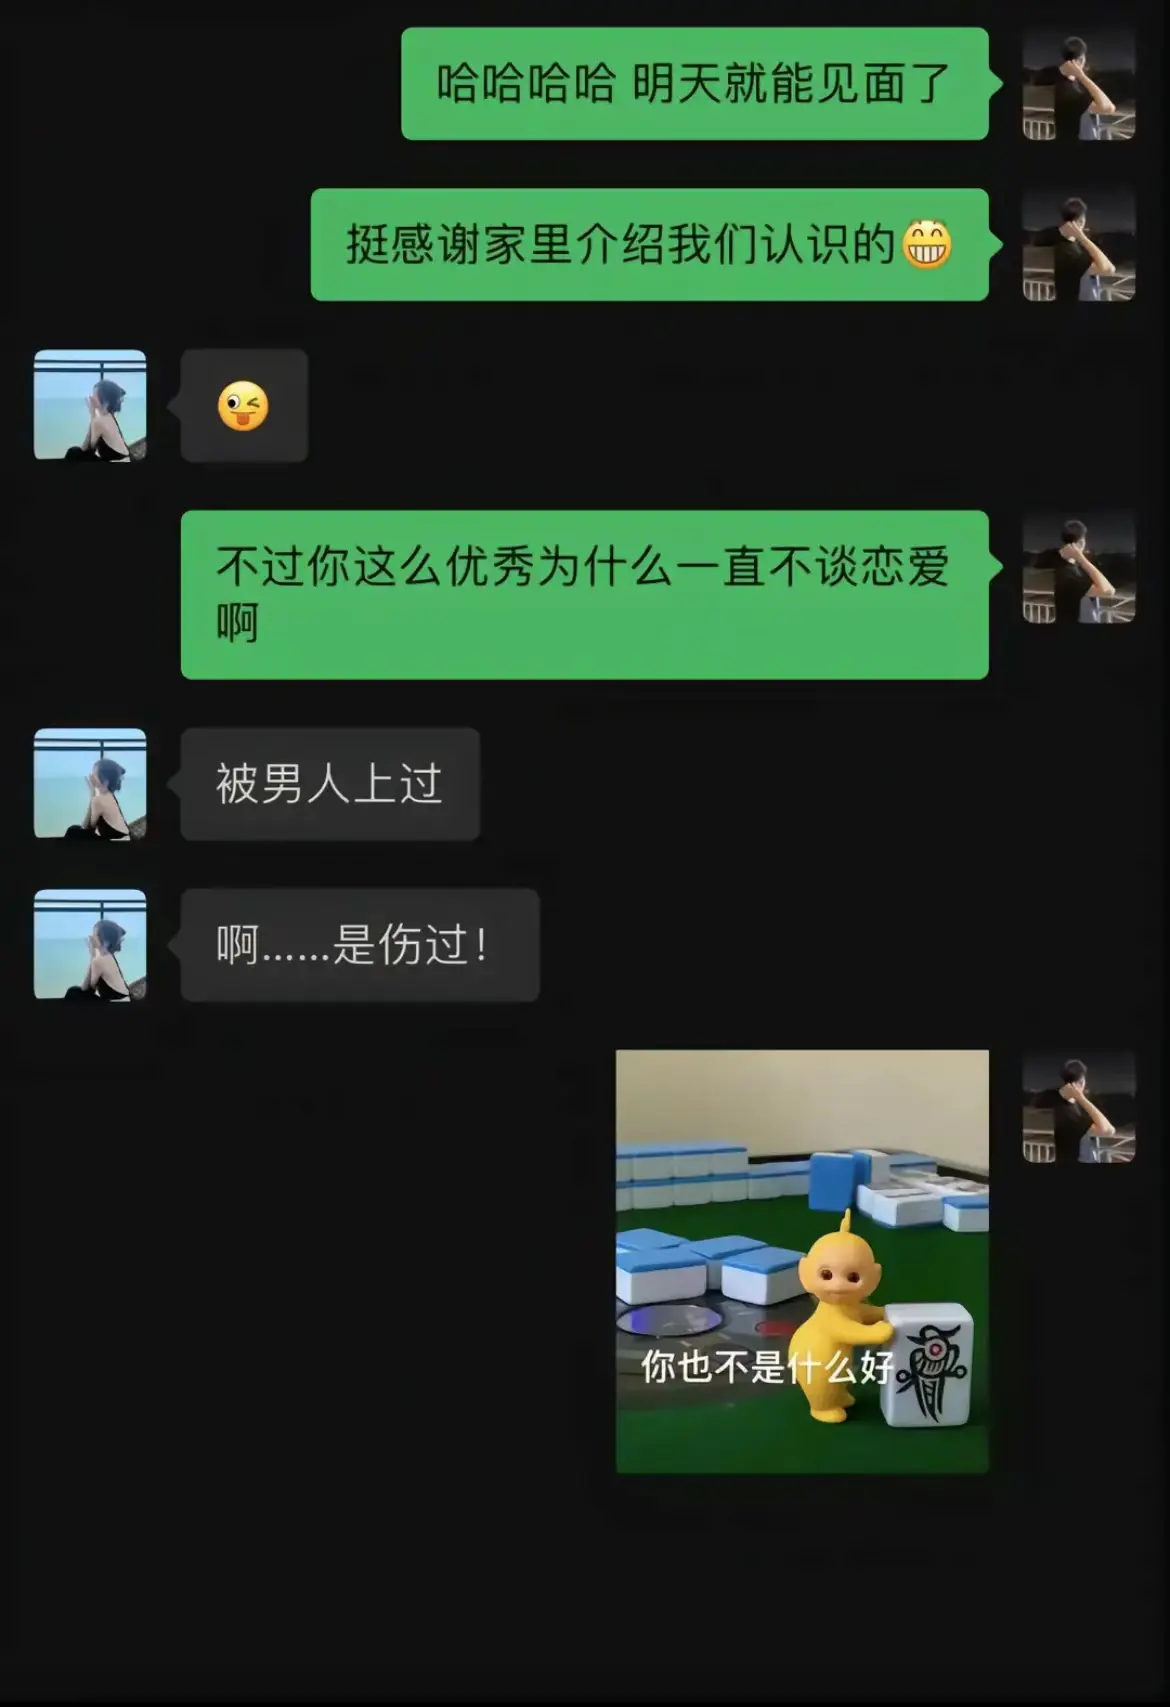 哈哈哈哈 明天就能见面了
挺感谢家里介绍我们认识的😁
😜
不过你这么优秀为什么一直不谈恋爱
啊
被男人上过
啊……是伤过！
你也不是什么好